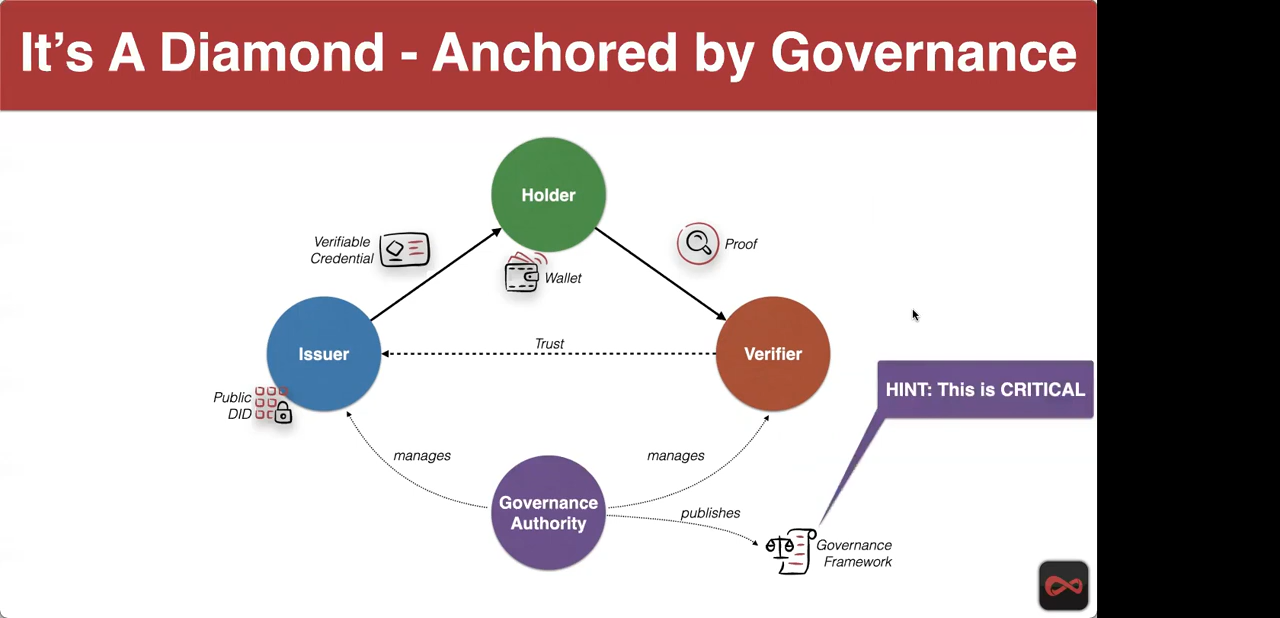 It's A Diamond - Anchored by Governance
Holder
Verifiable
Credential
Proof
Wallet
Issuer
Trust
Verifier
Public
DID
HINT: This is CRITICAL
manages
manages
Governance
Authority
publishes
Governance
Framework